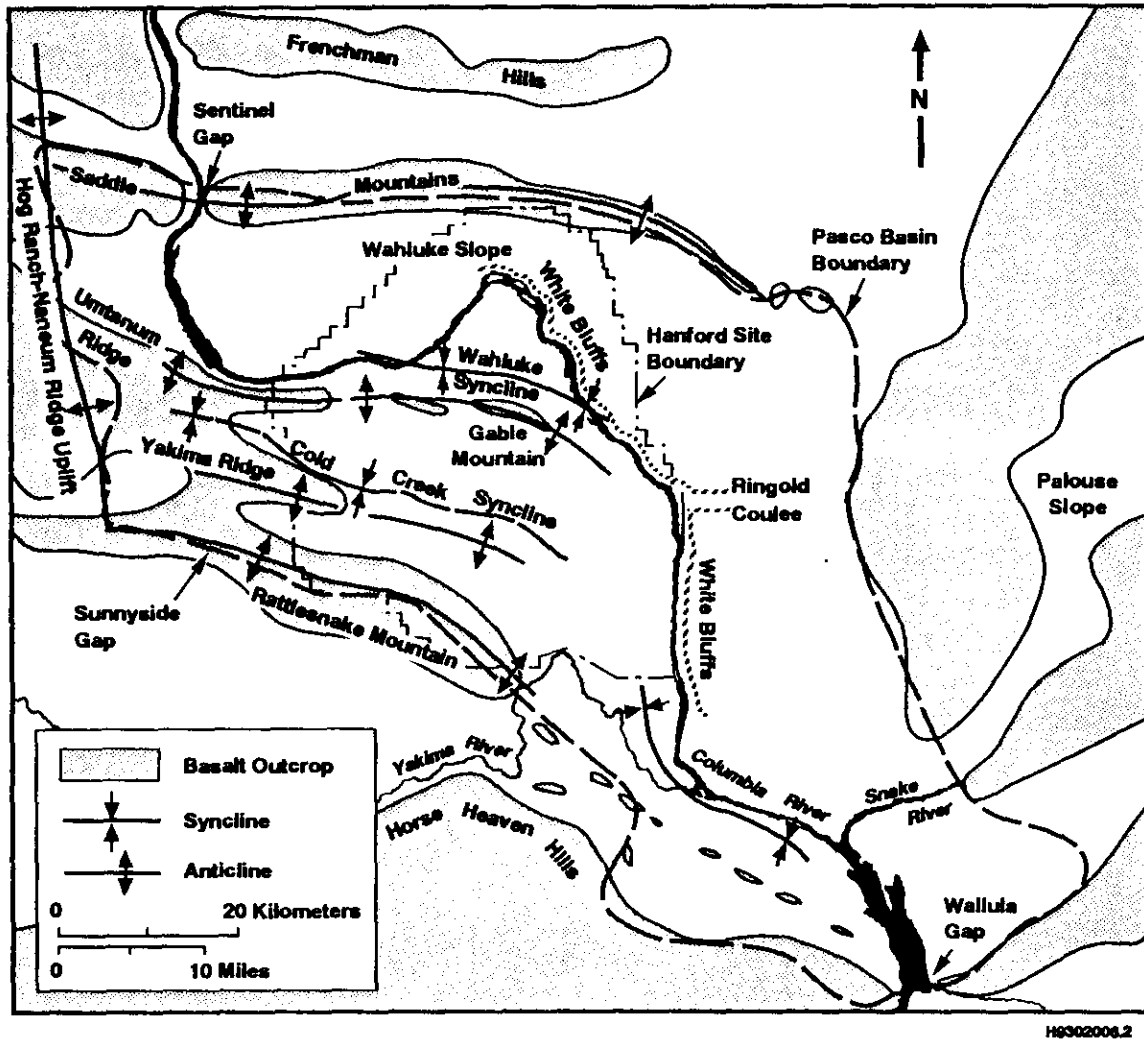 Frenchman
Hills
N
Sentinel
Gap
Saddle
Mountains
Hog Ranch-Naneum Ridge Uplift
Wahluke Slope
Pasco Basin
Boundary
White Bluffs
Umtanum
Ridge
Hanford Site
Boundary
Wahluke
Syncline
Gable
Mountain
Yakima Ridge
Cold
Creek
Syncline
Ringold
Coulee
Palouse
Slope
White Bluffs
Sunnyside
Gap
Rattlesnake Mountain
Yakima River
Columbia River
Snake
River
Horse Heaven
Hills
Wallula
Gap
Basalt Outcrop
Syncline
Anticline
0 20 Kilometers
0 10 Miles
H9302006.2